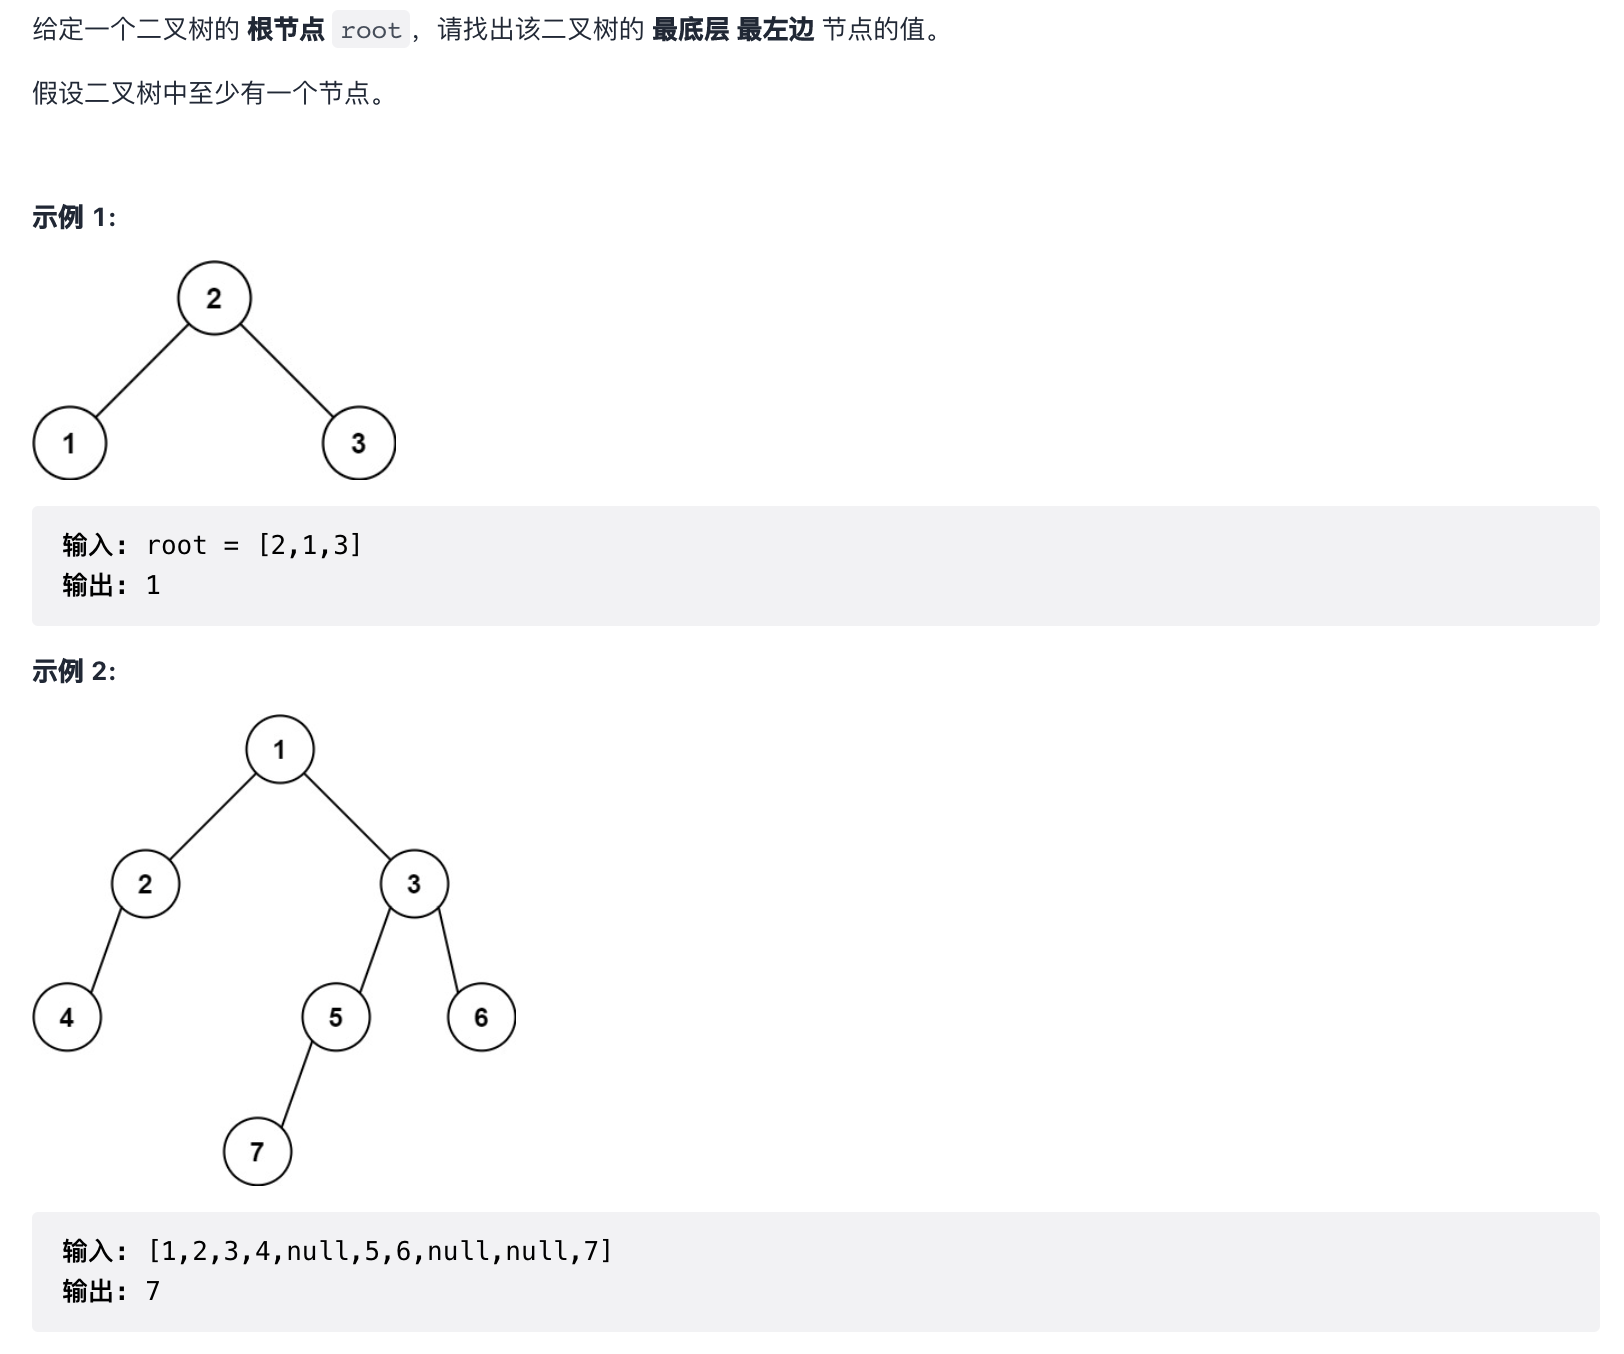 给定一个二叉树的 根节点 root，请找出该二叉树的 最底层 最左边 节点的值。
假设二叉树中至少有一个节点。
示例 1:
2
1 3
输入: root = [2,1,3]
输出: 1
示例 2:
1
2 3
4 5 6
7
输入: [1,2,3,4,null,5,6,null,null,7]
输出: 7